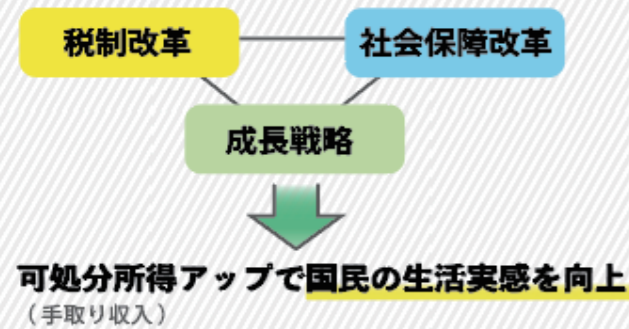 税制改革
社会保障改革
成長戦略
可処分所得アップで国民の生活実感を向上
（手取り収入）